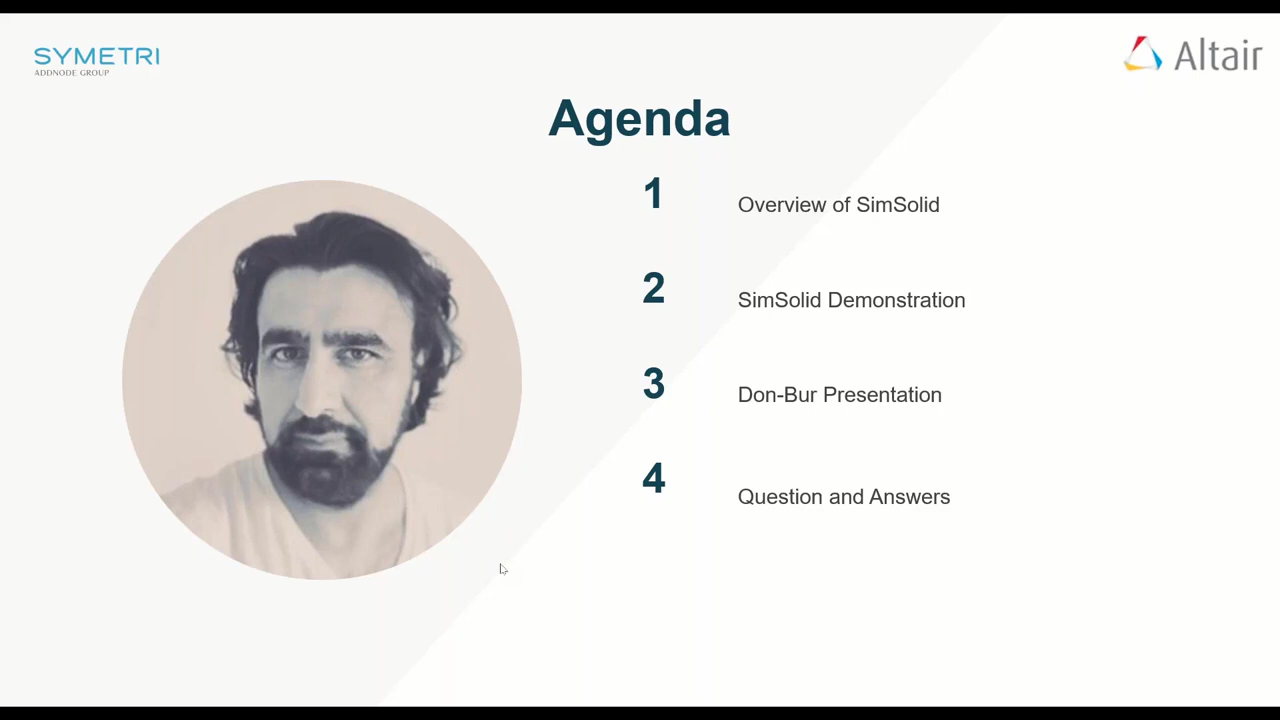 SYMETRI
ADDNODE GROUP
Altair
Agenda
1
Overview of SimSolid
2
SimSolid Demonstration
3
Don-Bur Presentation
4
Question and Answers